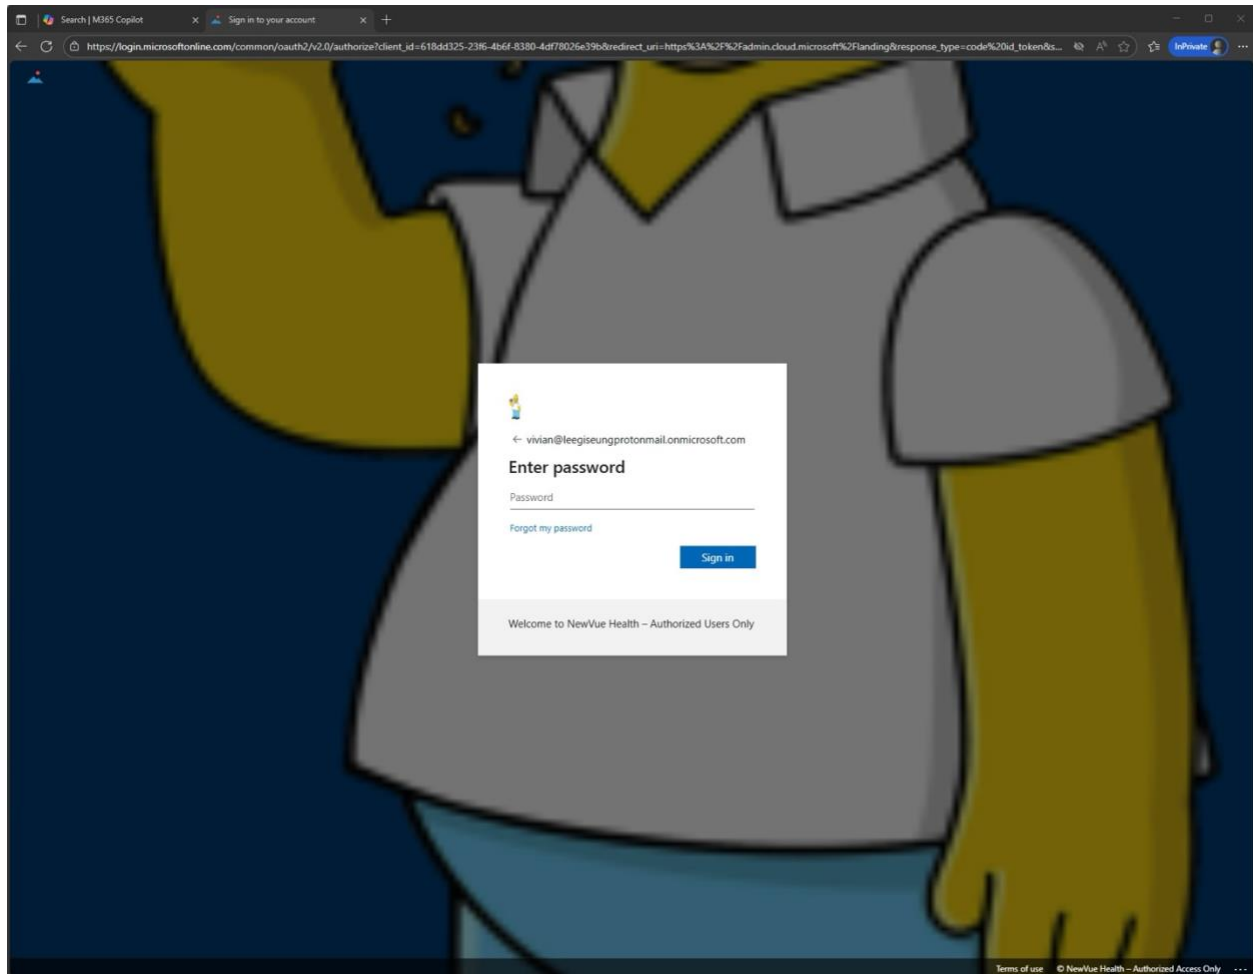 Search | M365 Copilot
Sign in to your account
https://login.microsoftonline.com/common/oauth2/v2.0/authorize?client_id=618dd325-23f6-4b6f-8380-4df78026e39b&redirect_uri=https%3A%2F%2Fadmin.cloud.microsoft%2Flanding&response_type=code%20id_token&s...
InPrivate
vivian@leegiseungprotonmail.onmicrosoft.com
Enter password
Password
Forgot my password
Sign in
Welcome to NewVue Health – Authorized Users Only
Terms of use © NewVue Health – Authorized Access Only ...